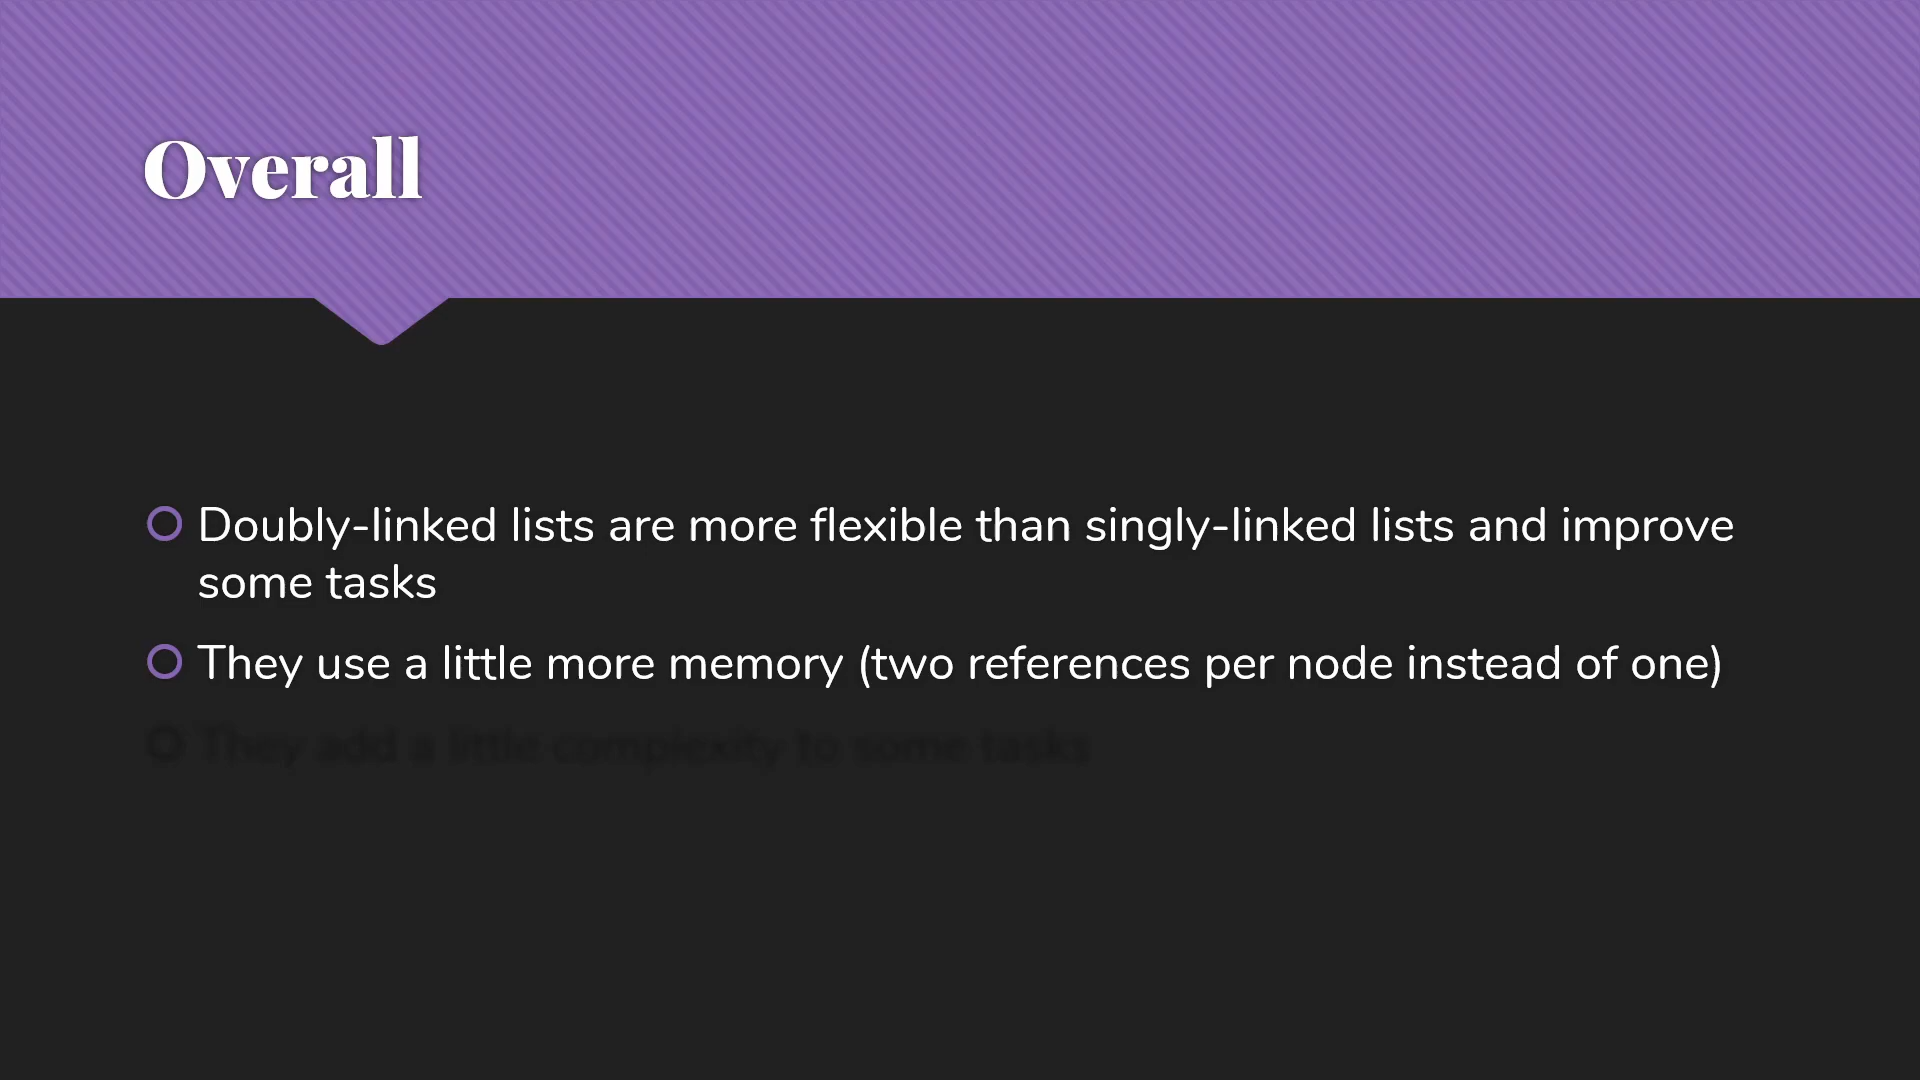 Overall
Doubly-linked lists are more flexible than singly-linked lists and improve
some tasks
They use a little more memory (two references per node instead of one)
They add a little complexity to some tasks